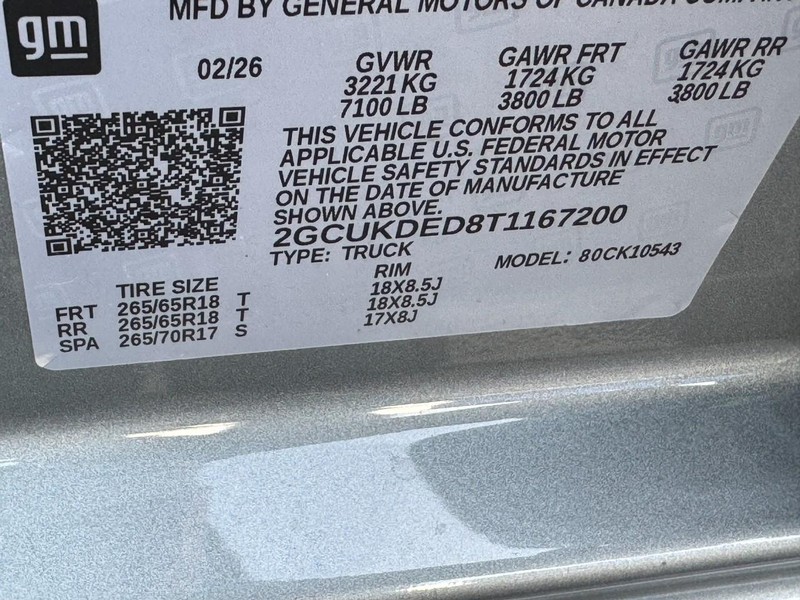 MFD BY GENERAL MOTORS OF CANADA COMPANY
gm
02/26 GVWR GAWR FRT GAWR RR
3221 KG 1724 KG 1724 KG
7100 LB 3800 LB 3800 LB
THIS VEHICLE CONFORMS TO ALL
APPLICABLE U.S. FEDERAL MOTOR
VEHICLE SAFETY STANDARDS IN EFFECT
ON THE DATE OF MANUFACTURE
SHOWN ABOVE.
2GCUKDED8T1167200
TYPE: TRUCK MODEL: 80CK10543
TIRE SIZE RIM
FRT 265/65R18 T 18X8.5J
RR 265/65R18 T 18X8.5J
SPA 265/70R17 S 17X8J